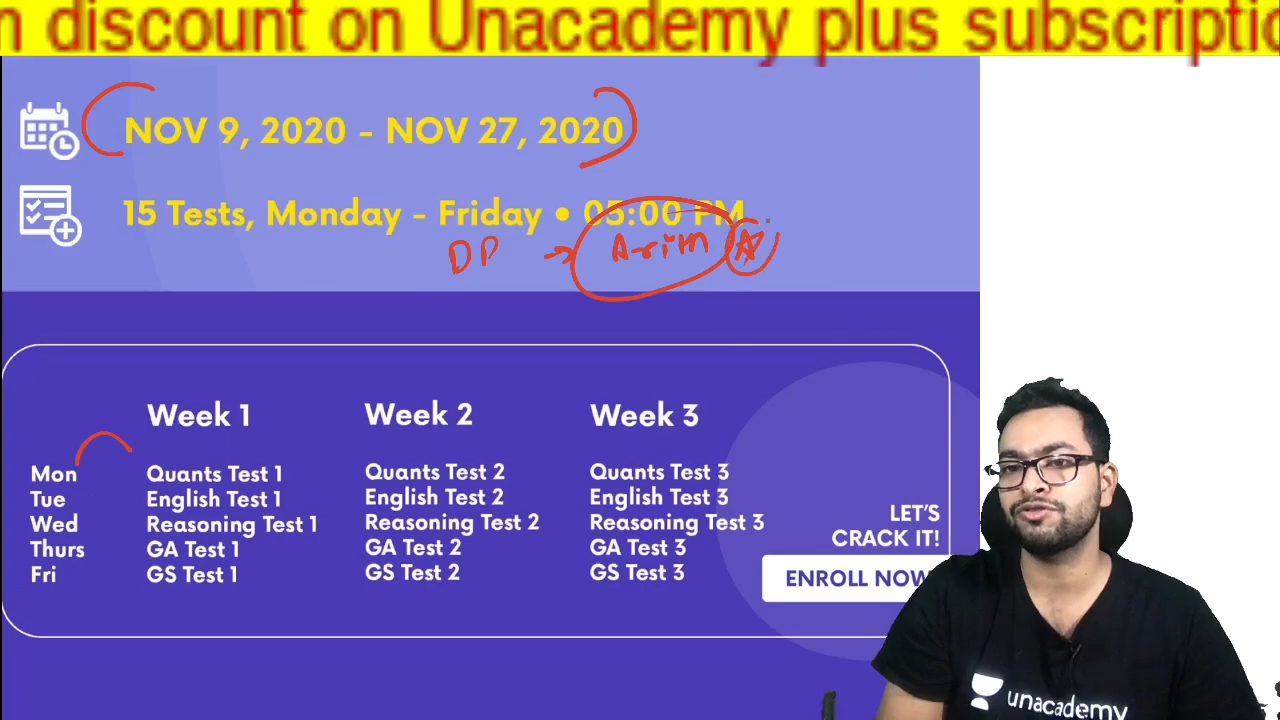 n discount on Unacademy plus subscriptio
NOV 9, 2020 - NOV 27, 2020
15 Tests, Monday - Friday • 05:00 PM
DP → Arith
Week 1 Week 2 Week 3
Mon Quants Test 1 Quants Test 2 Quants Test 3
Tue English Test 1 English Test 2 English Test 3
Wed Reasoning Test 1 Reasoning Test 2 Reasoning Test 3
Thurs GA Test 1 GA Test 2 GA Test 3
Fri GS Test 1 GS Test 2 GS Test 3
LET'S
CRACK IT!
ENROLL NOW
unacademy